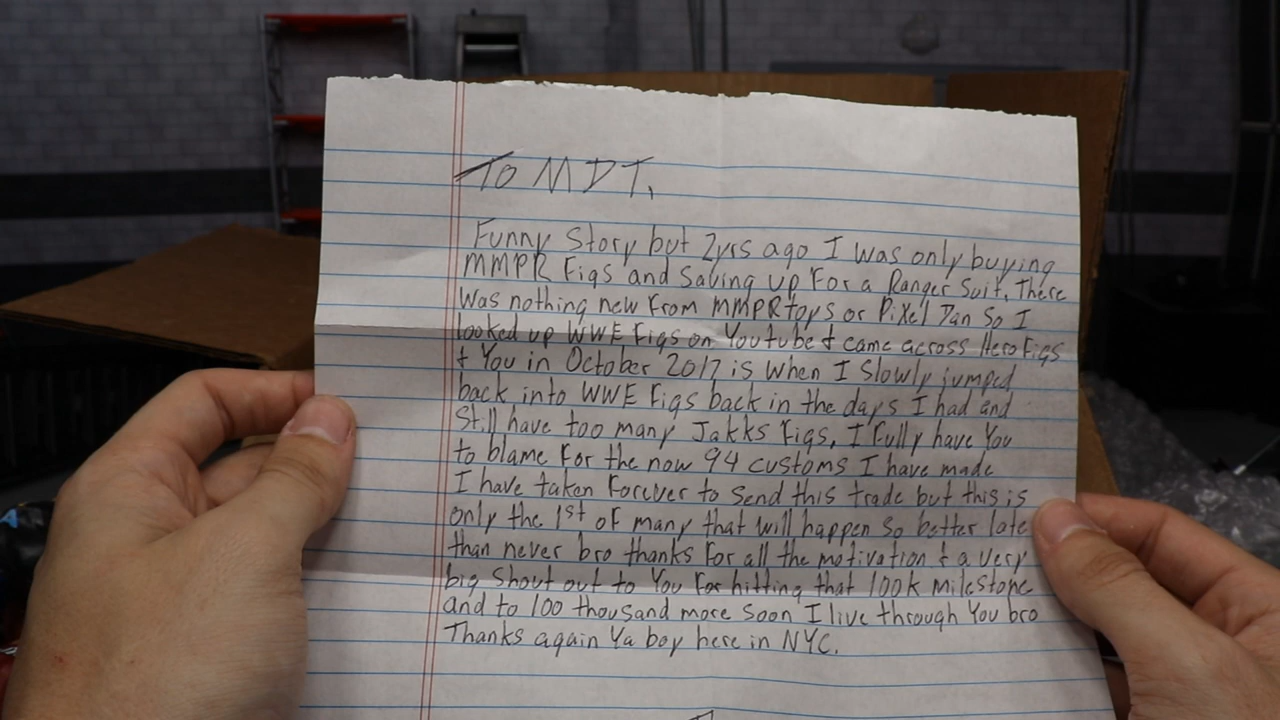 To MDT,
Funny Story but 2yrs ago I was only buying
MMPR Figs and Saving up For a Ranger Suit. There
Was nothing new From MMPRtoys or Pixel Dan So I
looked up WWE Figs on Youtube & came across HeroFigs
& You in October 2017 is When I Slowly jumped
back into WWE Figs back in the days I had and
Still have too many Jakks Figs, I Fully have You
to blame For the now 94 customs I have made
I have taken Forever to send this trade but this is
only the 1st of many that will happen So better late
than never bro thanks For all the motivation & a very
big Shout out to You For hitting that 100K milestone
and to 100 thousand more Soon I live through You bro
Thanks again Ya boy here in NYC.